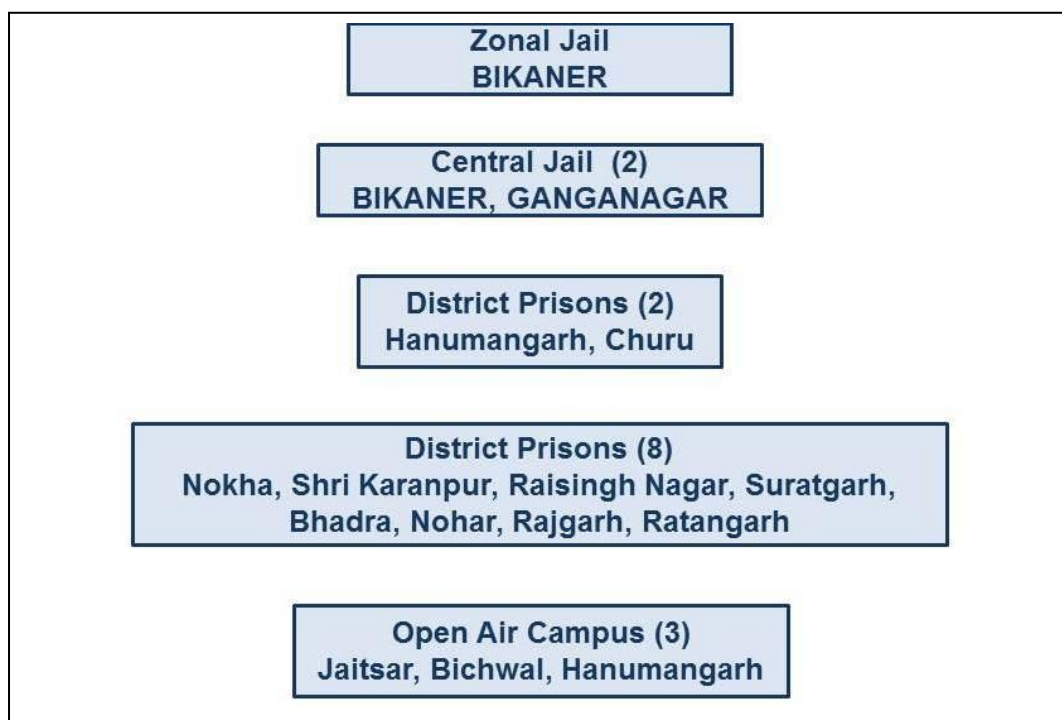 Zonal Jail
BIKANER
Central Jail (2)
BIKANER, GANGANAGAR
District Prisons (2)
Hanumangarh, Churu
District Prisons (8)
Nokha, Shri Karanpur, Raisingh Nagar, Suratgarh,
Bhadra, Nohar, Rajgarh, Ratangarh
Open Air Campus (3)
Jaitsar, Bichwal, Hanumangarh